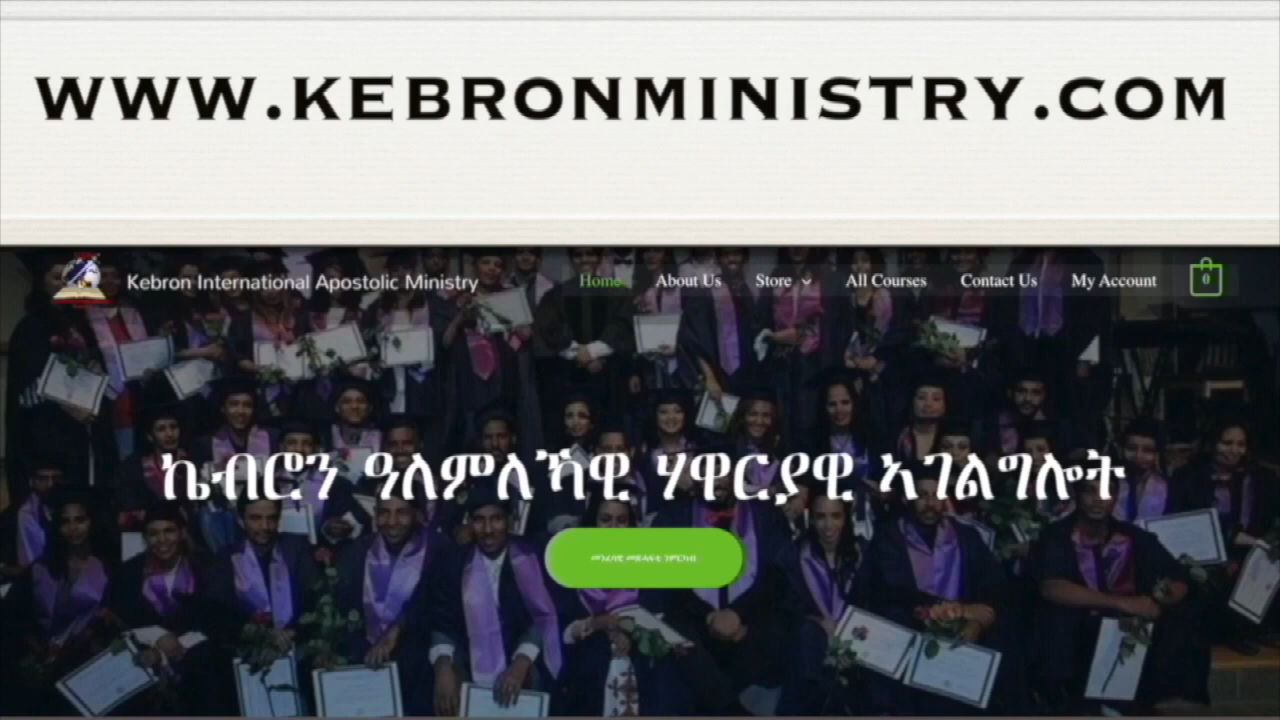 WWW.KEBRONMINISTRY.COM
Kebron International Apostolic Ministry
Home About Us Store All Courses Contact Us My Account 0
ኬብሮን ዓለምለኻዊ ሃዋርያዊ ኣገልግሎት